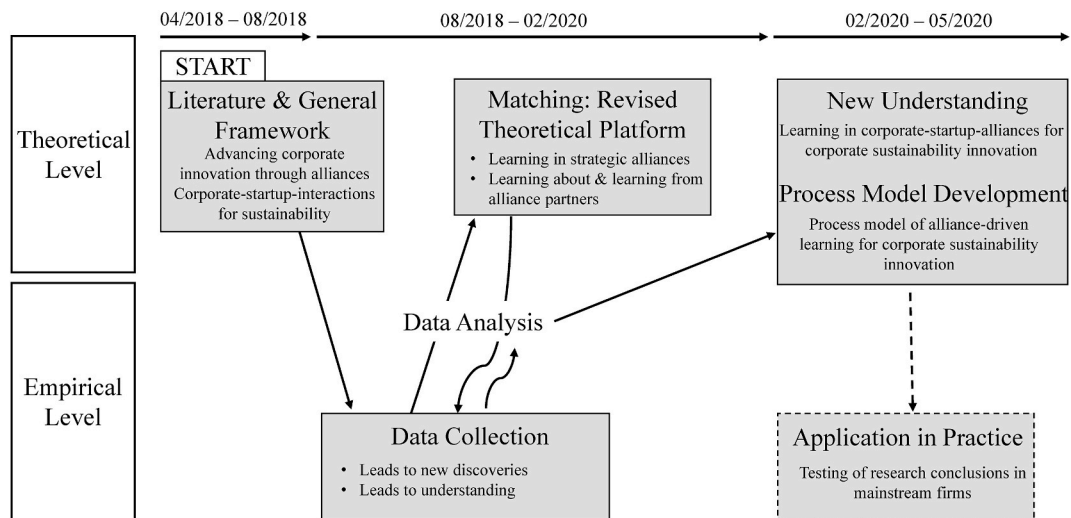 04/2018 – 08/2018
08/2018 – 02/2020
02/2020 – 05/2020
Theoretical
Level
START
Literature & General
Framework
Advancing corporate
innovation through alliances
Corporate-startup-interactions
for sustainability
Matching: Revised
Theoretical Platform
• Learning in strategic alliances
• Learning about & learning from
alliance partners
New Understanding
Learning in corporate-startup-alliances for
corporate sustainability innovation
Process Model Development
Process model of alliance-driven
learning for corporate sustainability
innovation
Data Analysis
Empirical
Level
Data Collection
• Leads to new discoveries
• Leads to understanding
Application in Practice
Testing of research conclusions in
mainstream firms